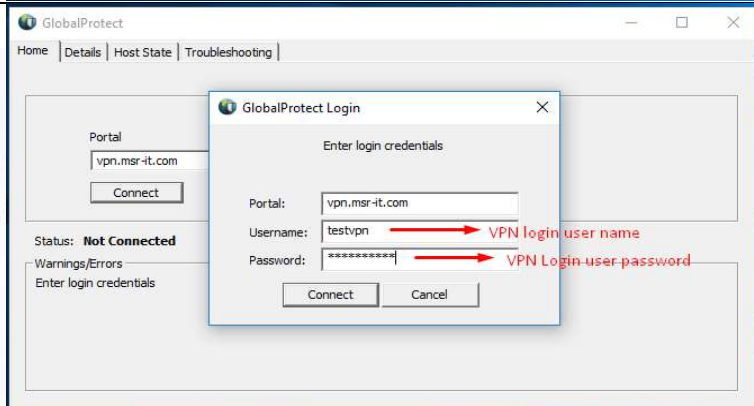 GlobalProtect
Home Details Host State Troubleshooting
GlobalProtect Login
Enter login credentials
Portal
vpn.msr-it.com
Connect
Portal: vpn.msr-it.com
Username: testvpn VPN login user name
Password: ********** VPN Login user password
Connect Cancel
Status: Not Connected
Warnings/Errors
Enter login credentials